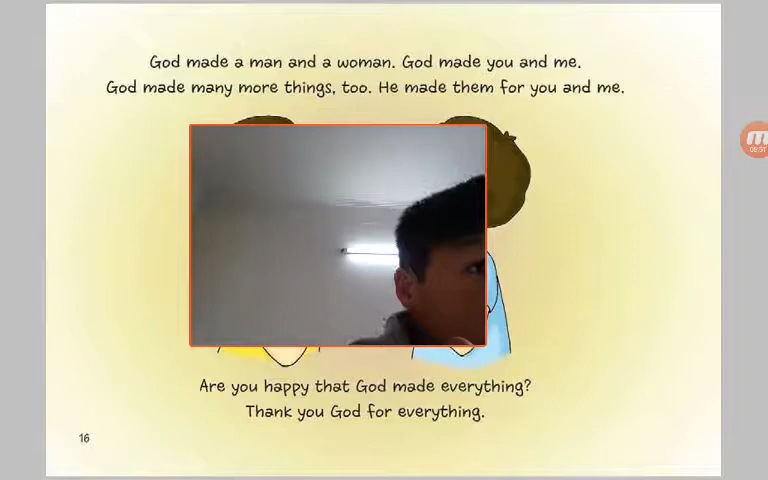 God made a man and a woman. God made you and me.
God made many more things, too. He made them for you and me.
Are you happy that God made everything?
Thank you God for everything.
16